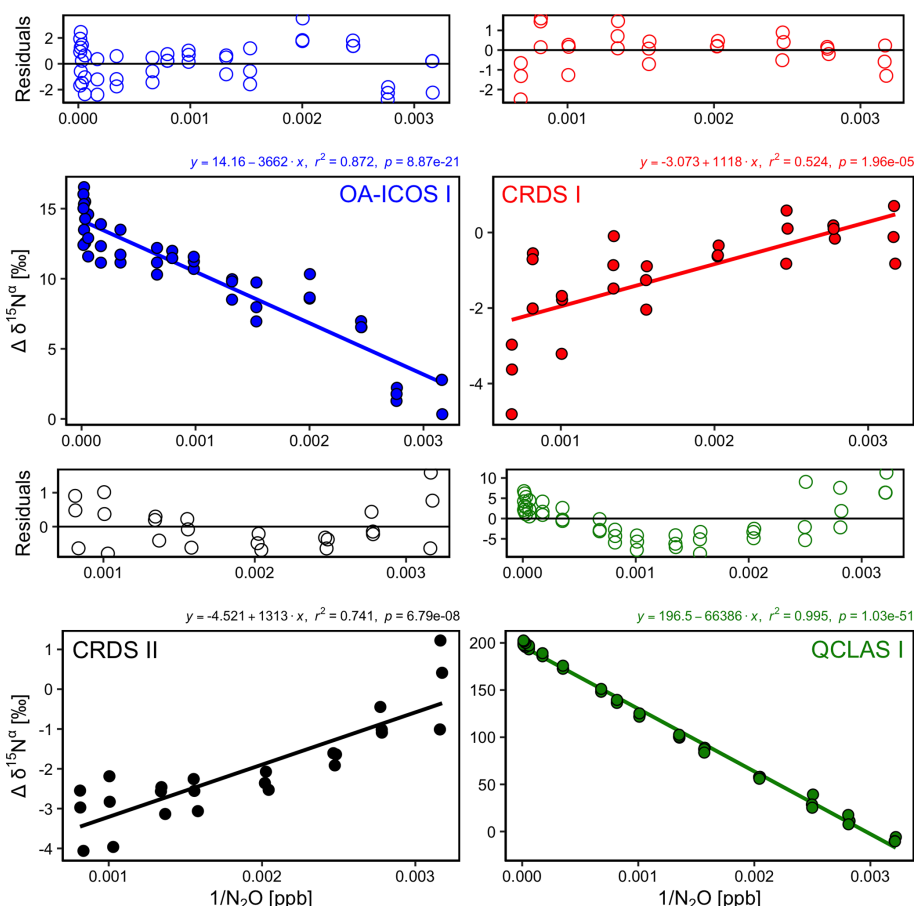 Residuals
1
0
-1
-2
2
0
-2
0.000 0.001 0.002 0.003
0.001 0.002 0.003
y = 14.16 − 3662 · x, r² = 0.872, p = 8.87e-21
y = -3.073 + 1118 · x, r² = 0.524, p = 1.96e-05
OA-ICOS I
CRDS I
Δ δ¹⁵Nᵅ [‰]
15
10
5
0
0
-2
-4
0.000 0.001 0.002 0.003
0.001 0.002 0.003
Residuals
1
0
10
5
0
-5
0.001 0.002 0.003
0.000 0.001 0.002 0.003
y = -4.521 + 1313 · x, r² = 0.741, p = 6.79e-08
y = 196.5 − 66386 · x, r² = 0.995, p = 1.03e-51
CRDS II
QCLAS I
Δ δ¹⁵Nᵅ [‰]
1
0
-1
-2
-3
-4
200
150
100
50
0
0.001 0.002 0.003
0.000 0.001 0.002 0.003
1/N₂O [ppb]
1/N₂O [ppb]